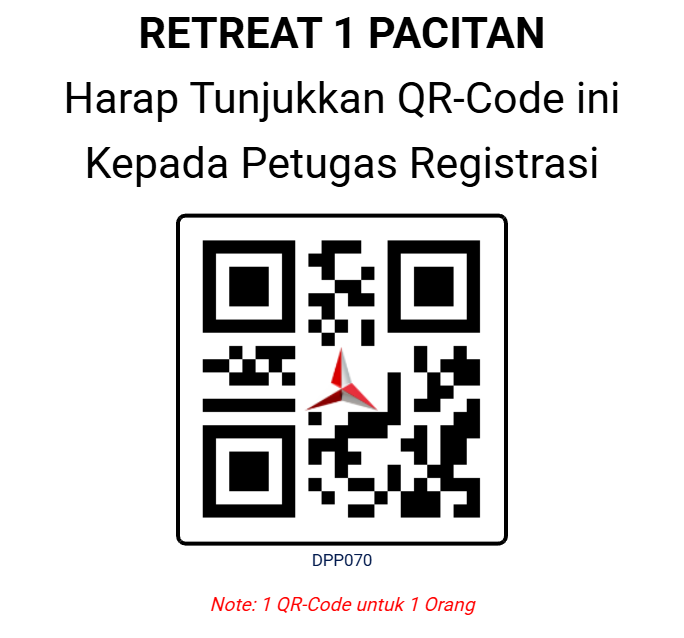 RETREAT 1 PACITAN
Harap Tunjukkan QR-Code ini
Kepada Petugas Registrasi
DPP070
Note: 1 QR-Code untuk 1 Orang